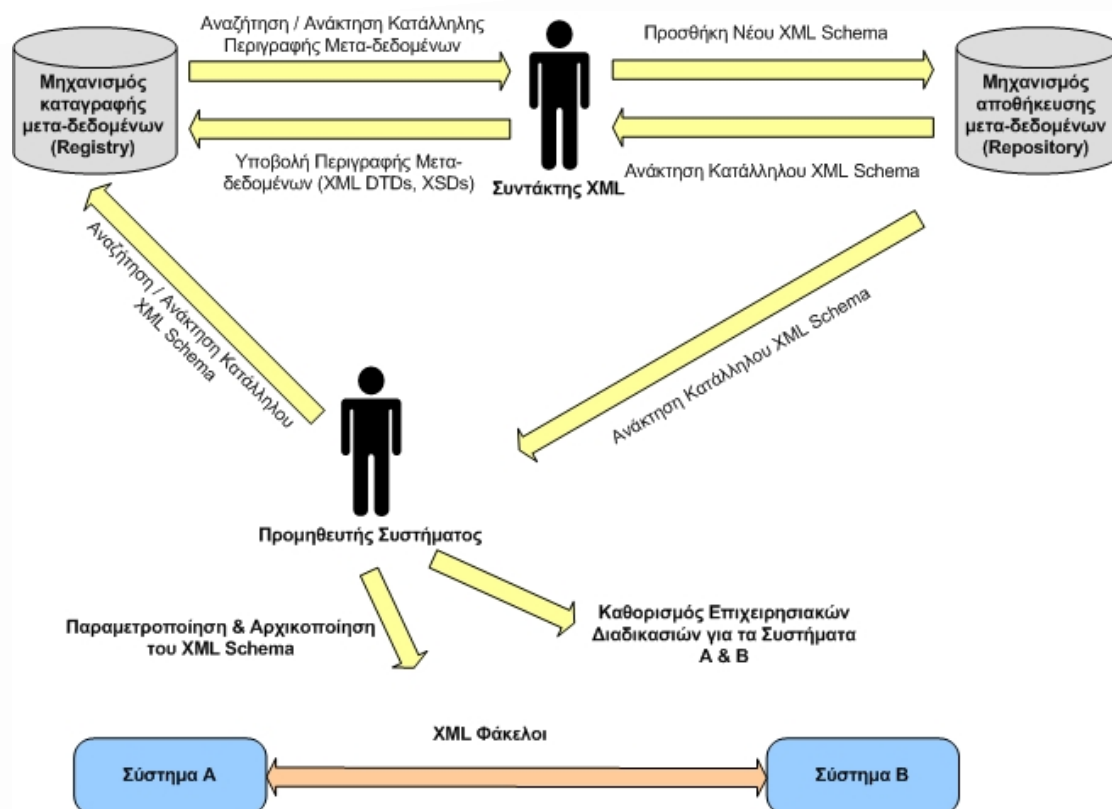 Αναζήτηση / Ανάκτηση Κατάλληλης
Περιγραφής Μετα-δεδομένων
Προσθήκη Νέου XML Schema
Μηχανισμός
καταγραφής
μετα-δεδομένων
(Registry)
Μηχανισμός
αποθήκευσης
μετα-δεδομένων
(Repository)
Υποβολή Περιγραφής Μετα-
δεδομένων (XML DTDs, XSDs)
Συντάκτης XML
Ανάκτηση Κατάλληλου XML Schema
Αναζήτηση / Ανάκτηση Κατάλληλου
XML Schema
Ανάκτηση Κατάλληλου XML Schema
Προμηθευτής Συστήματος
Παραμετροποίηση & Αρχικοποίηση
του XML Schema
Καθορισμός Επιχειρησιακών
Διαδικασιών για τα Συστήματα
Α & Β
XML Φάκελοι
Σύστημα Α
Σύστημα Β